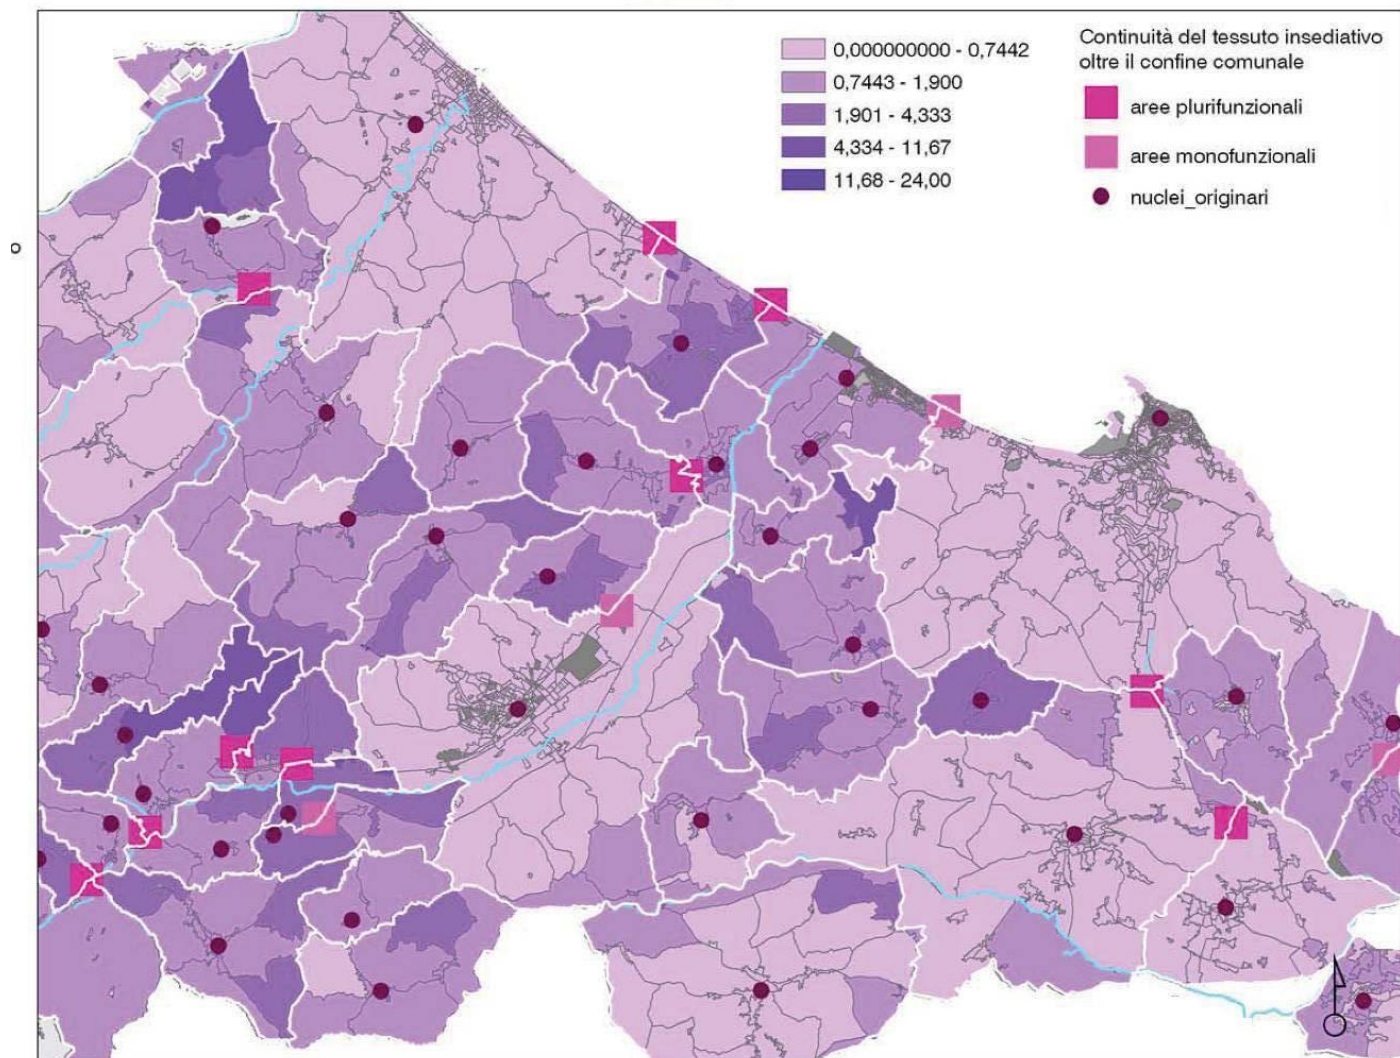 0,000000000 - 0,7442
0,7443 - 1,900
1,901 - 4,333
4,334 - 11,67
11,68 - 24,00
Continuità del tessuto insediativo
oltre il confine comunale
aree plurifunzionali
aree monofunzionali
nuclei_originari
o